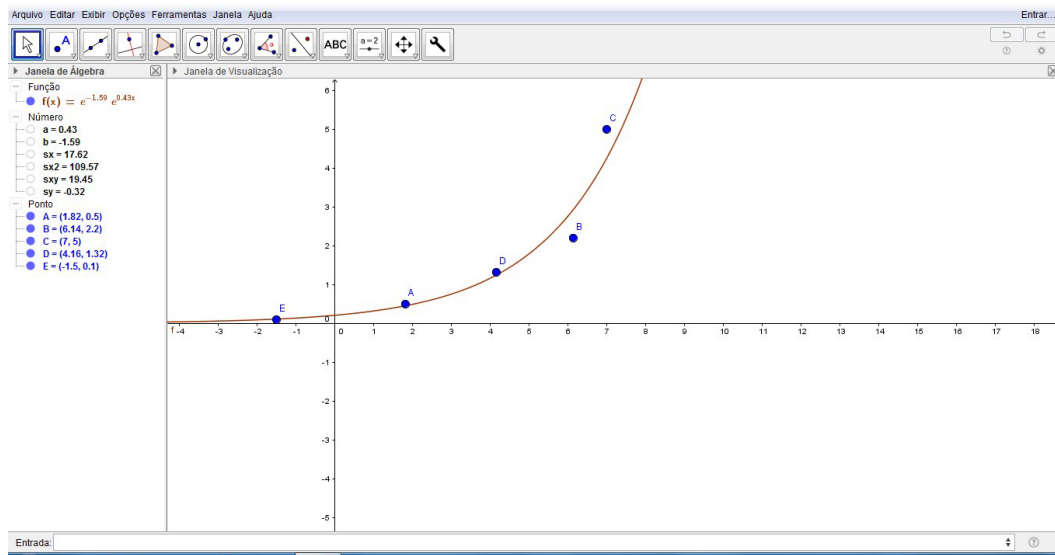 Arquivo Editar Exibir Opções Ferramentas Janela Ajuda Entrar...
A ABC a=2
Janela de Álgebra
Janela de Visualização
Função
f(x) = e^{-1.59} e^{0.43x}
Número
a = 0.43
b = -1.59
sx = 17.62
sx2 = 109.57
sxy = 19.45
sy = -0.32
Ponto
A = (1.82, 0.5)
B = (6.14, 2.2)
C = (7, 5)
D = (4.16, 1.32)
E = (-1.5, 0.1)
6
5
4
3
2
1
0
-1
-2
-3
-4
-5
f -4 -3 -2 -1 0 1 2 3 4 5 6 7 8 9 10 11 12 13 14 15 16 17 18
C
B
D
A
E
Entrada: